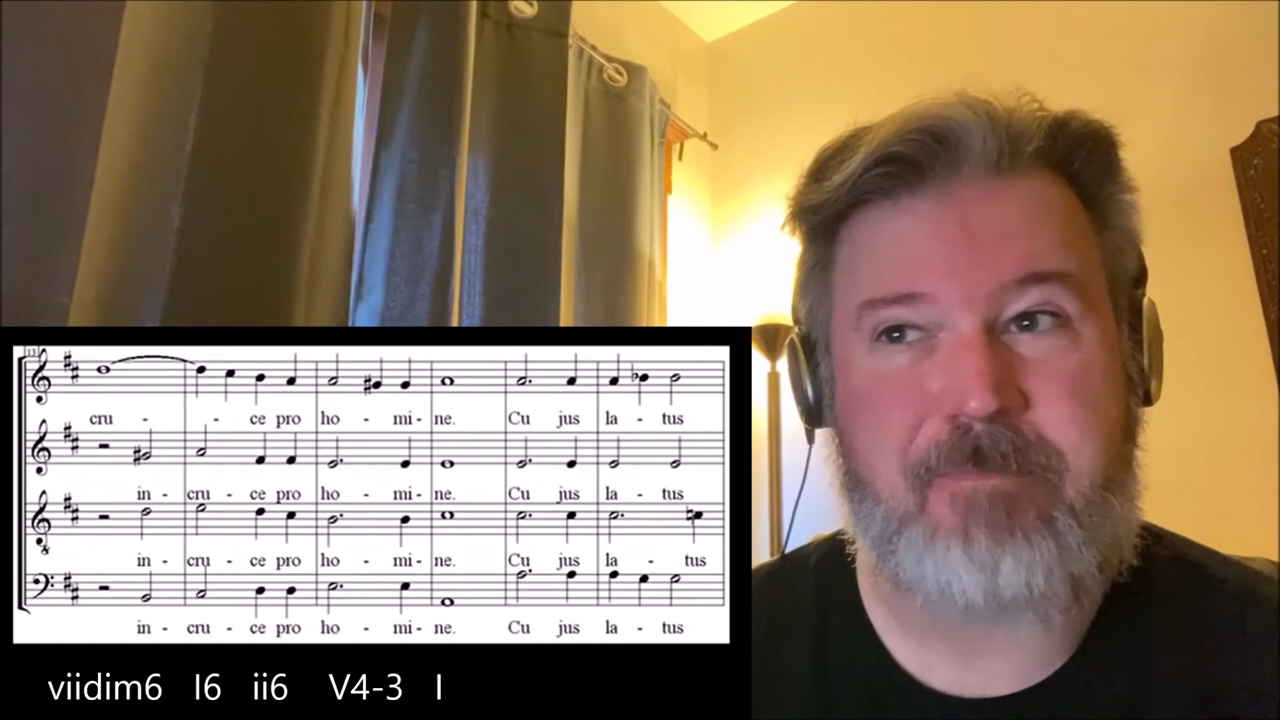 13
cru - - ce pro ho - mi - ne. Cu jus la - tus
in - cru - ce pro ho - mi - ne. Cu jus la - tus
8
in - cru - ce pro ho - mi - ne. Cu jus la - tus
in - cru - ce pro ho - mi - ne. Cu jus la - tus
viidim6 I6 ii6 V4-3 I